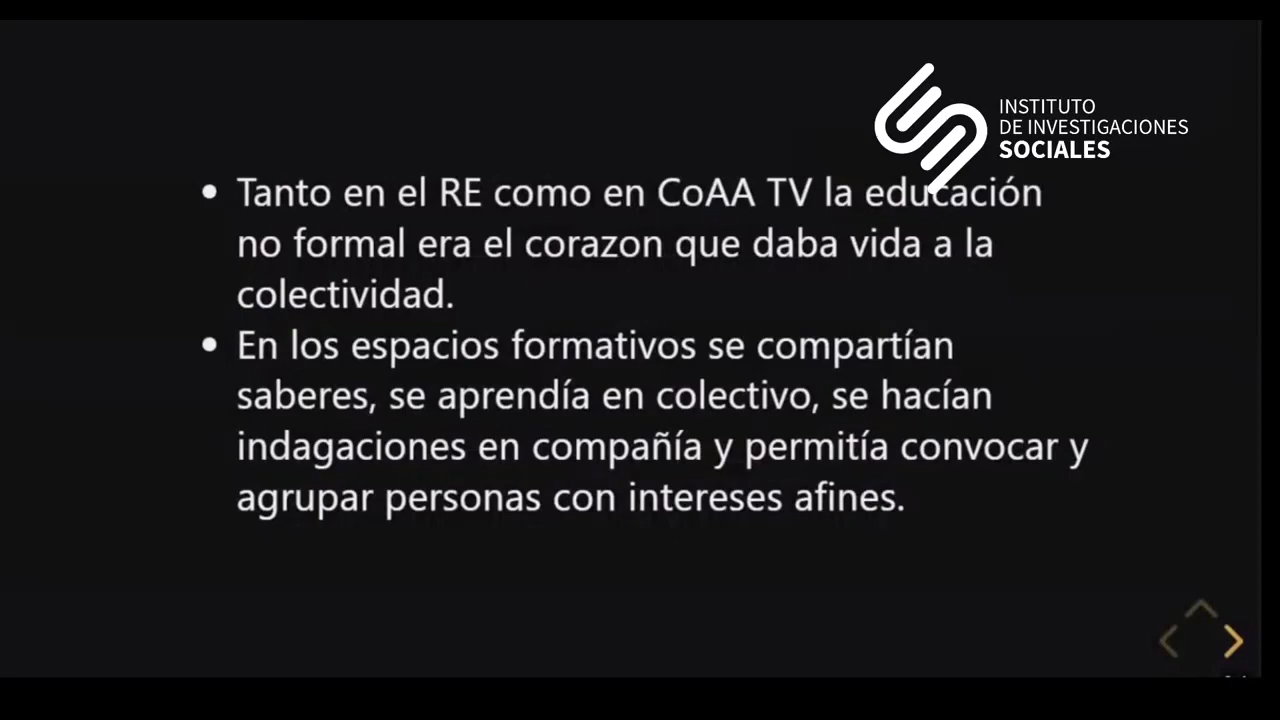 INSTITUTO
DE INVESTIGACIONES
SOCIALES
• Tanto en el RE como en CoAA TV la educación
no formal era el corazon que daba vida a la
colectividad.
• En los espacios formativos se compartían
saberes, se aprendía en colectivo, se hacían
indagaciones en compañía y permitía convocar y
agrupar personas con intereses afines.